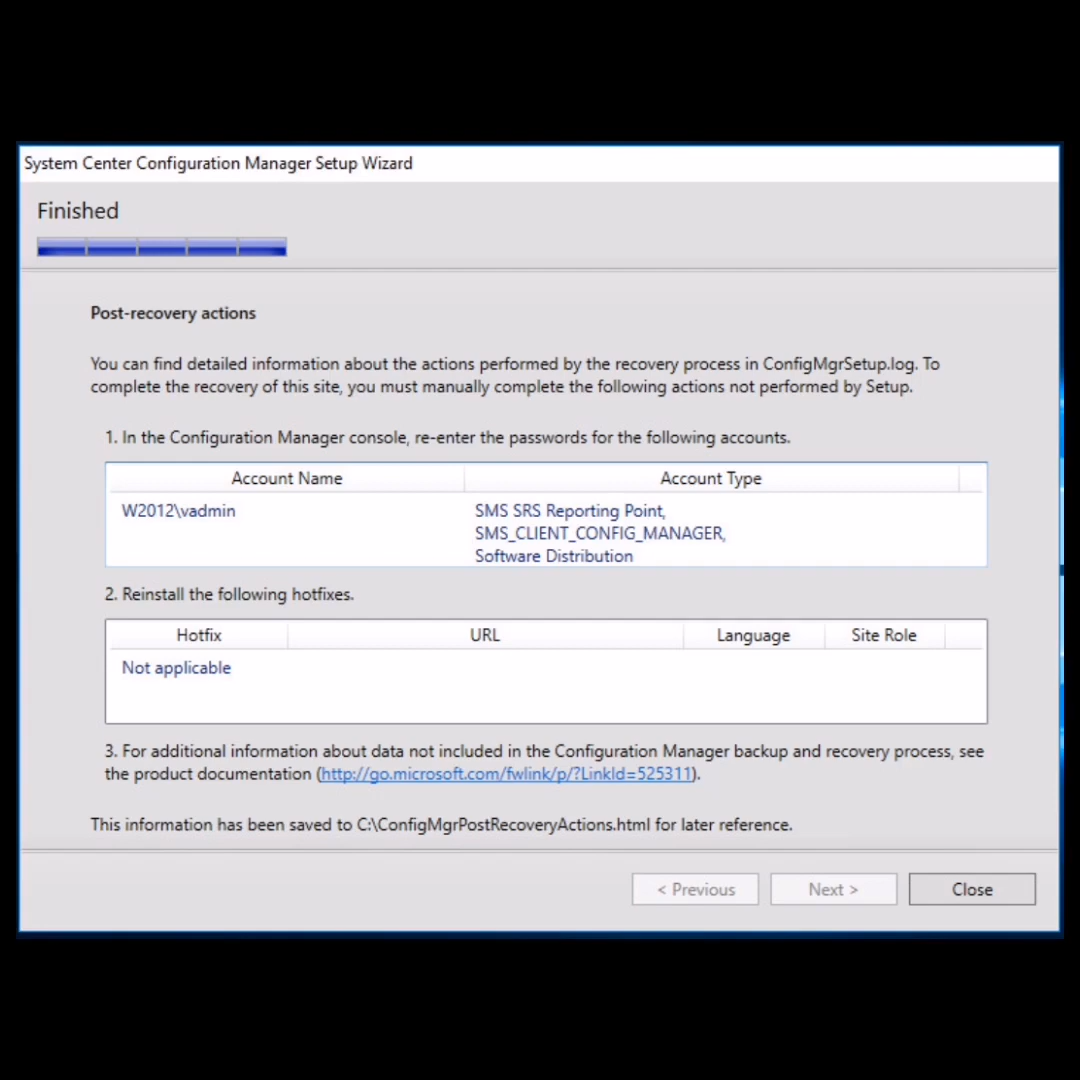 System Center Configuration Manager Setup Wizard
Finished
Post-recovery actions
You can find detailed information about the actions performed by the recovery process in ConfigMgrSetup.log. To
complete the recovery of this site, you must manually complete the following actions not performed by Setup.
1. In the Configuration Manager console, re-enter the passwords for the following accounts.
Account Name Account Type
W2012\vadmin SMS SRS Reporting Point,
SMS_CLIENT_CONFIG_MANAGER,
Software Distribution
2. Reinstall the following hotfixes.
Hotfix URL Language Site Role
Not applicable
3. For additional information about data not included in the Configuration Manager backup and recovery process, see
the product documentation (http://go.microsoft.com/fwlink/p/?LinkId=525311).
This information has been saved to C:\ConfigMgrPostRecoveryActions.html for later reference.
< Previous Next > Close